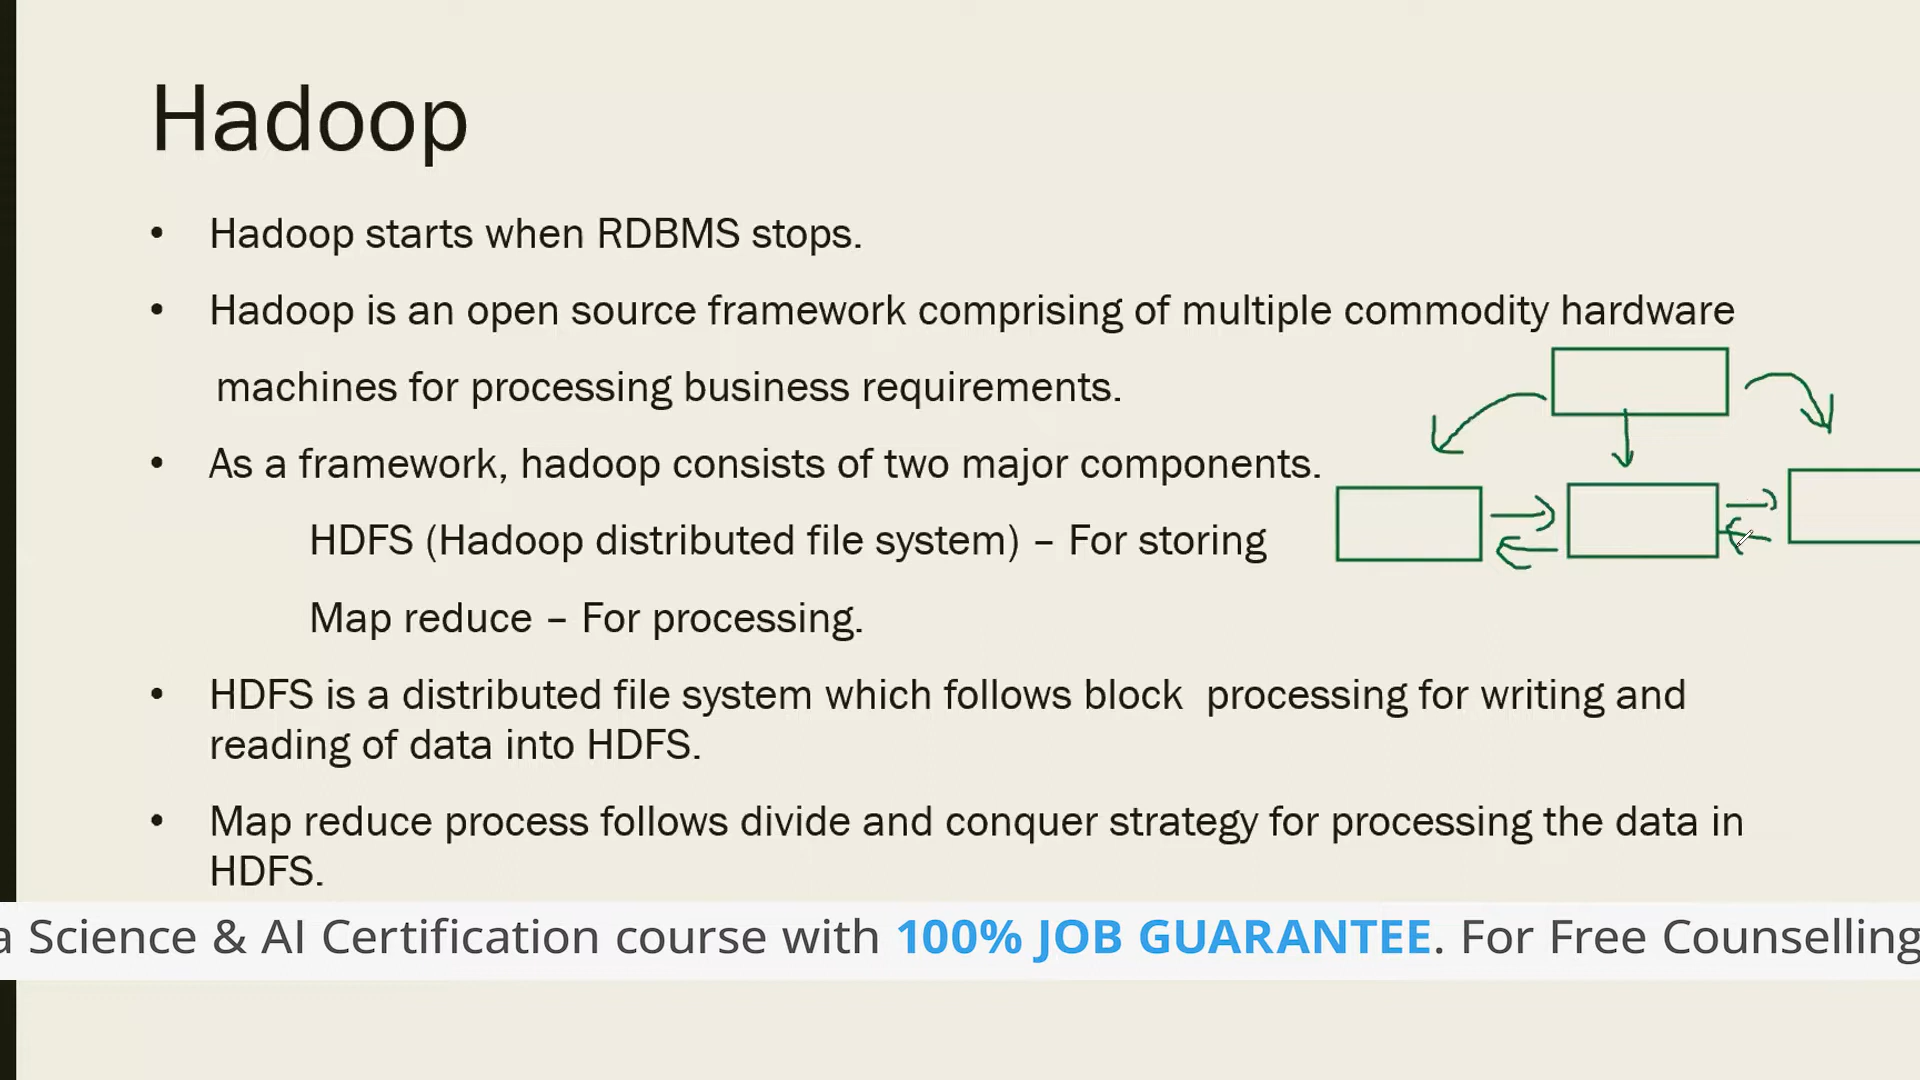 Hadoop
• Hadoop starts when RDBMS stops.
• Hadoop is an open source framework comprising of multiple commodity hardware
machines for processing business requirements.
• As a framework, hadoop consists of two major components.
HDFS (Hadoop distributed file system) – For storing
Map reduce – For processing.
• HDFS is a distributed file system which follows block processing for writing and
reading of data into HDFS.
• Map reduce process follows divide and conquer strategy for processing the data in
HDFS.
a Science & AI Certification course with 100% JOB GUARANTEE. For Free Counselling